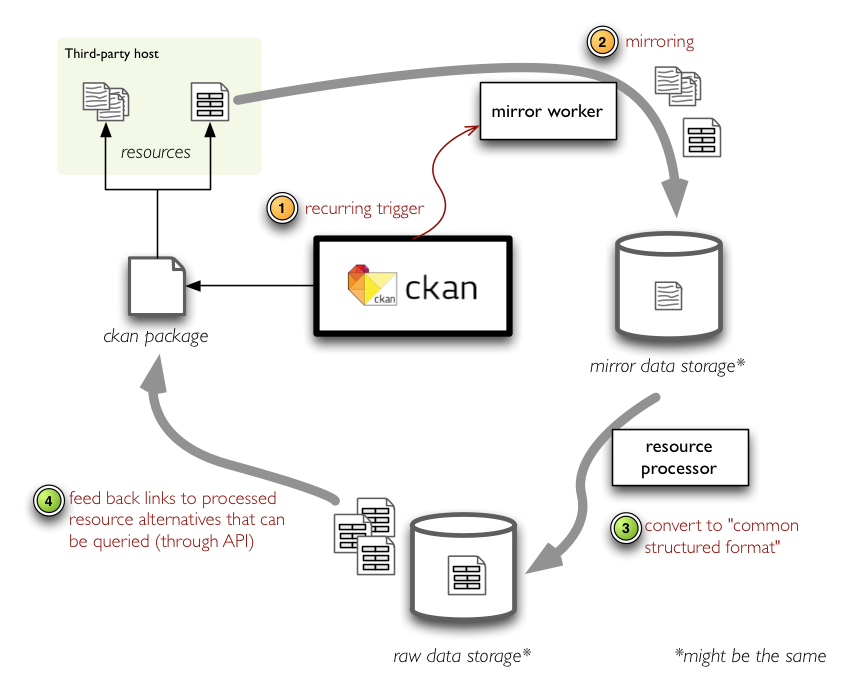 Third-party host
resources
2
mirroring
mirror worker
1
recurring trigger
ckan
ckan
ckan package
mirror data storage*
resource
processor
4
feed back links to processed
resource alternatives that can
be queried (through API)
3
convert to "common
structured format"
raw data storage*
*might be the same